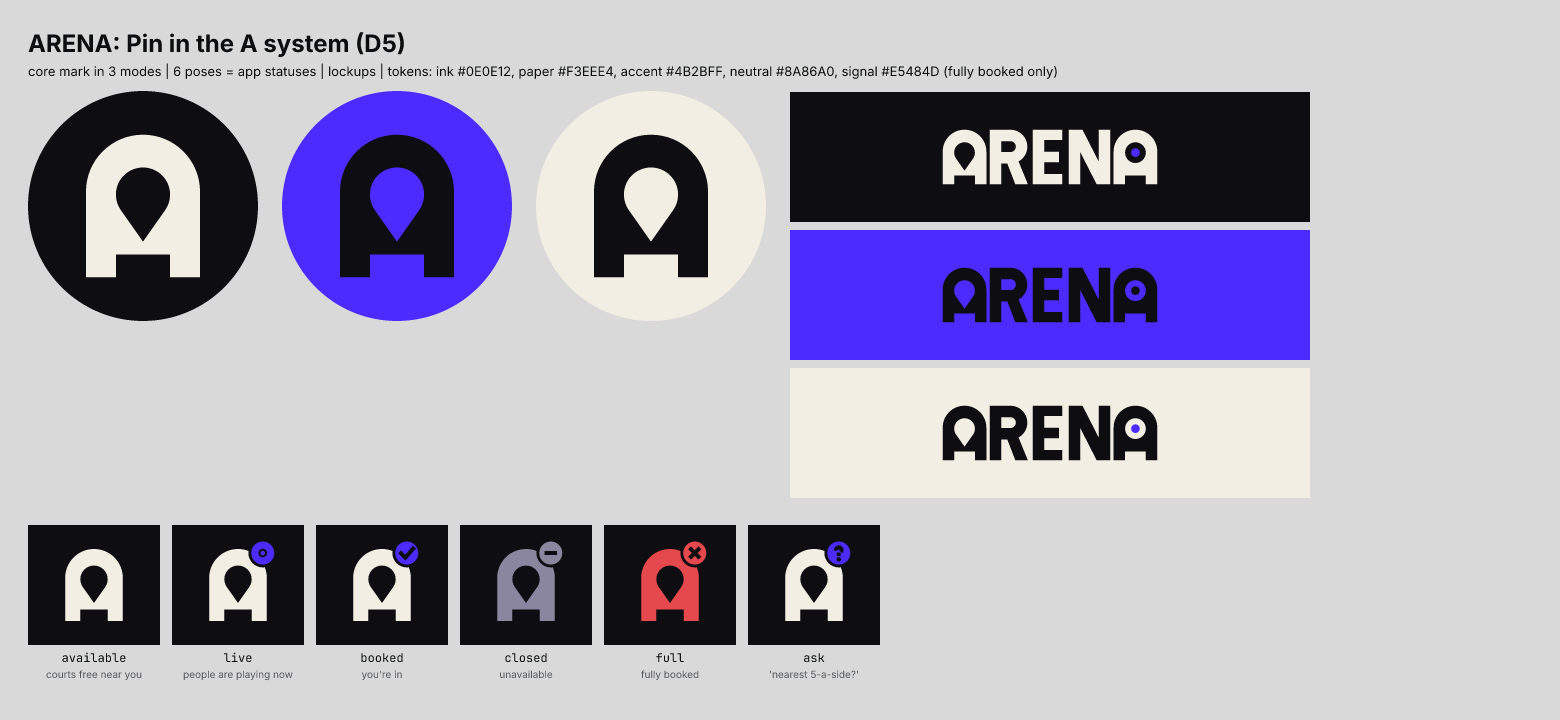 ARENA: Pin in the A system (D5)
core mark in 3 modes | 6 poses = app statuses | lockups | tokens: ink #0E0E12, paper #F3EEE4, accent #4B2BFF, neutral #8A86A0, signal #E5484D (fully booked only)
A A A
ARENA
ARENA
ARENA
A A A A A A
available live booked closed full ask
courts free near you people are playing now you're in unavailable fully booked 'nearest 5-a-side?'